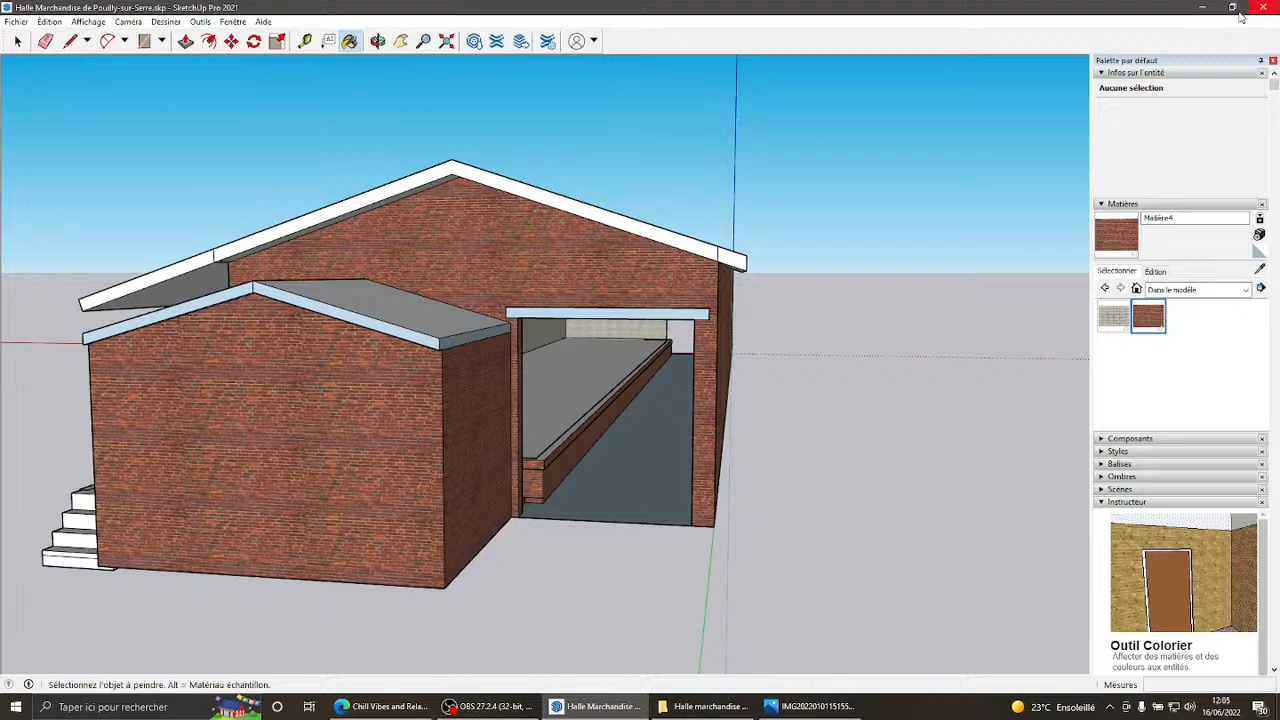 Halle Marchandise de Pouilly-sur-Serre.skp - SketchUp Pro 2021
Fichier Édition Affichage Caméra Dessiner Outils Fenêtre Aide
Palette par défaut
Infos sur l'entité
Aucune sélection
Matières
Matière4
Sélectionner Édition
Dans le modèle
Composants
Styles
Balises
Ombres
Scènes
Instructeur
Outil Colorier
Affecter des matières et des
couleurs aux entités.
Sélectionnez l'objet à peindre. Alt = Matériau échantillon.
Mesures
Taper ici pour rechercher
Chill Vibes and Rela...
OBS 27.2.4 (32-bit, ...
Halle Marchandise ...
Halle marchandise ...
IMG2022010115155...
23°C Ensoleillé
12:05
16/06/2022